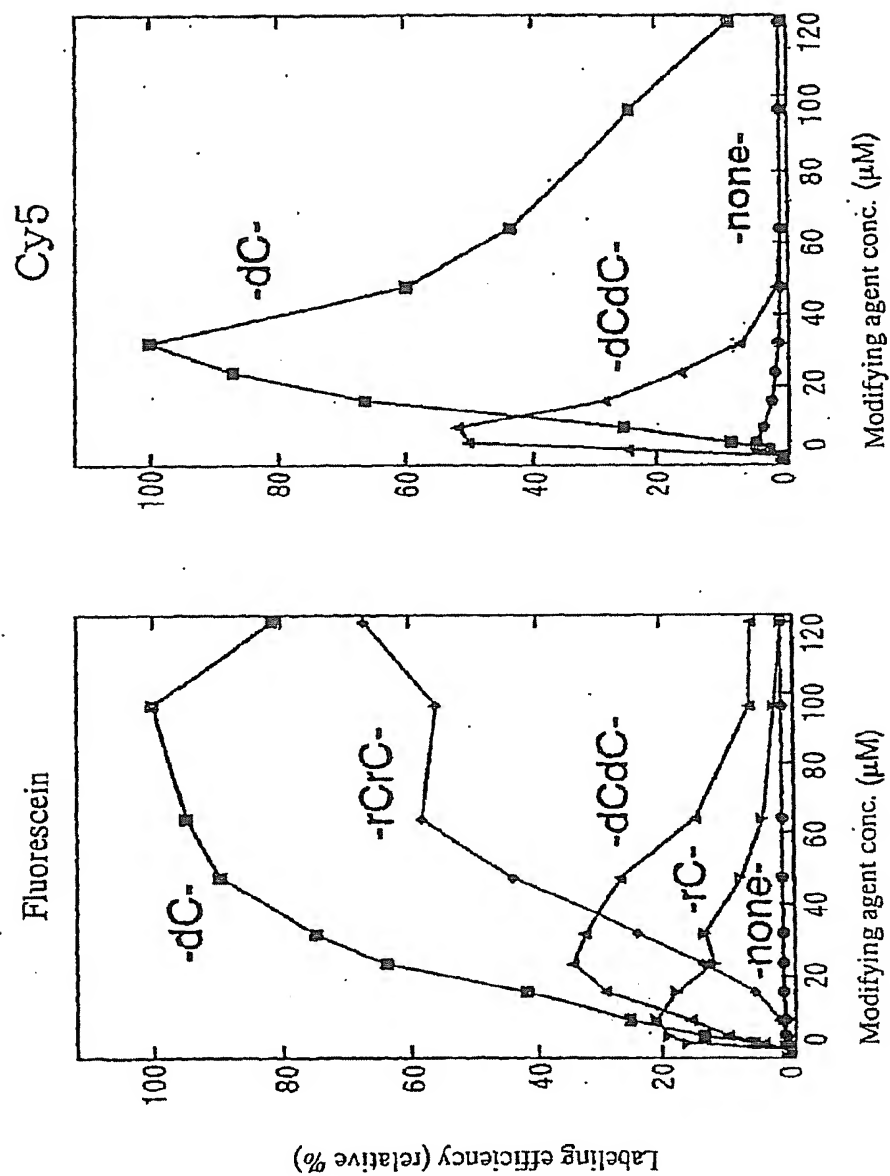 Fluorescein
Labeling efficiency (relative %)
100
80
60
40
20
0
-dC-
-rCrC-
-dCdC-
-rC-
-none-
0
20
40
60
80
100
120
Modifying agent conc. (μM)
Cy5
100
80
60
40
20
0
-dC-
-dCdC-
-none-
0
20
40
60
80
100
120
Modifying agent conc. (μM)